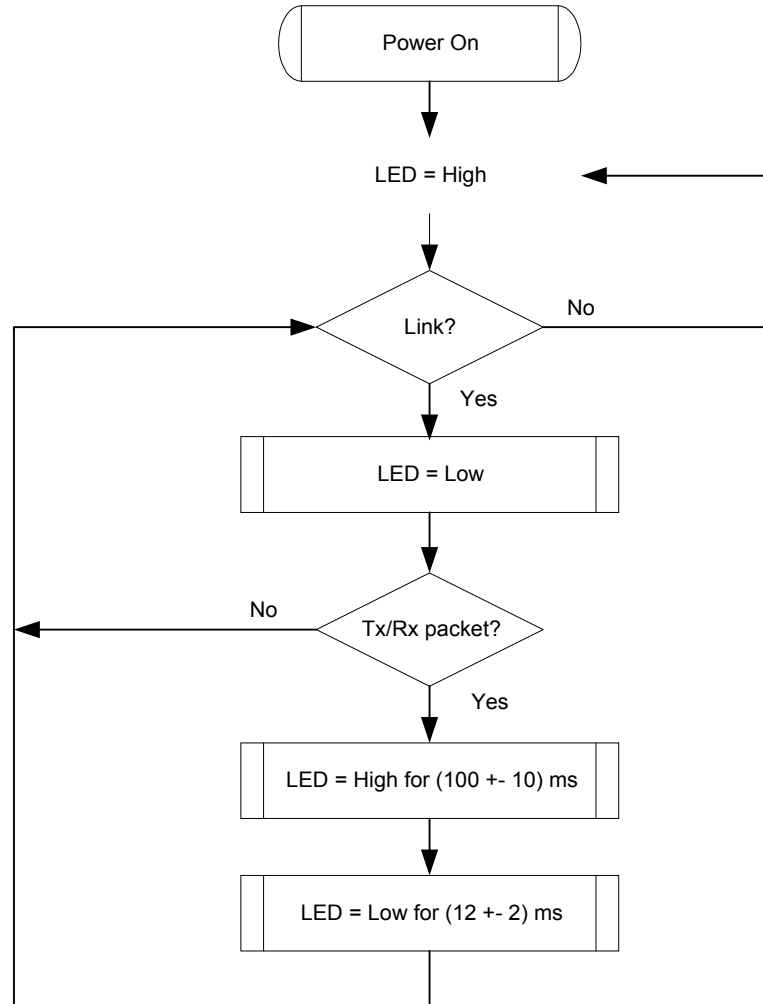 Power On
LED = High
Link?
No
Yes
LED = Low
No
Tx/Rx packet?
Yes
LED = High for (100 +- 10) ms
LED = Low for (12 +- 2) ms